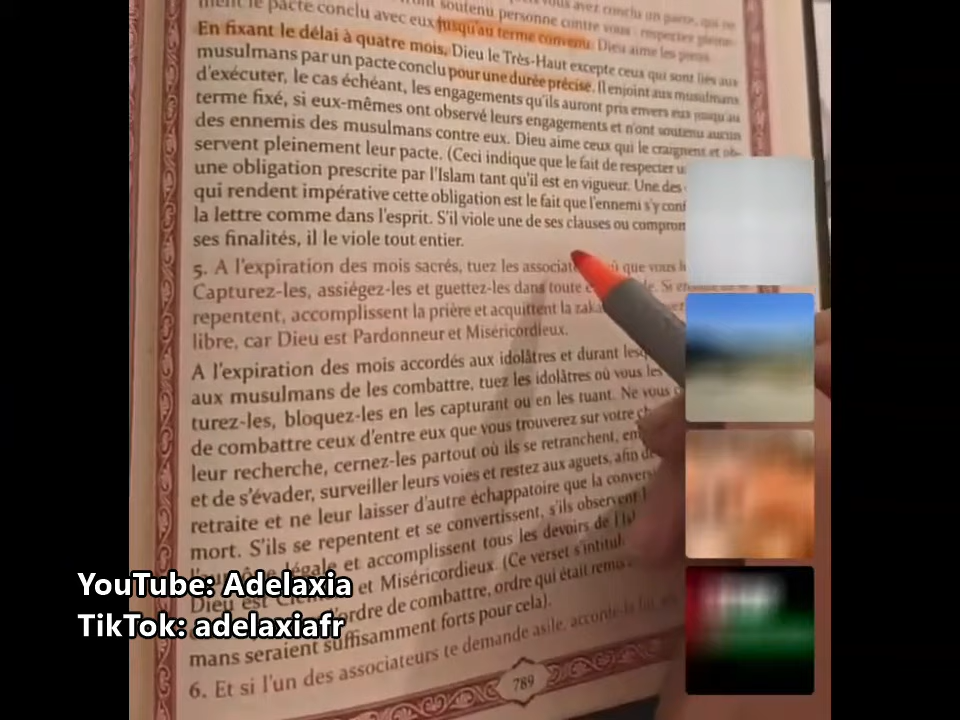 soutenu personne contre vous : respectez
le pacte conclu avec eux jusqu'au terme convenu. Dieu aime les pieux.
En fixant le délai à quatre mois, Dieu le Très-Haut excepte ceux qui sont liés aux
musulmans par un pacte conclu pour une durée précise. Il enjoint aux musulmans
d'exécuter, le cas échéant, les engagements qu'ils auront pris envers eux jusqu'au
terme fixé, si eux-mêmes ont observé leurs engagements et n'ont soutenu aucun
des ennemis des musulmans contre eux. Dieu aime ceux qui le craignent et ob-
servent pleinement leur pacte. (Ceci indique que le fait de respecter
une obligation prescrite par l'Islam tant qu'il est en vigueur. Une des
qui rendent impérative cette obligation est le fait que l'ennemi s'y
la lettre comme dans l'esprit. S'il viole une de ses clauses ou
ses finalités, il le viole tout entier.
5. A l'expiration des mois sacrés, tuez les que vous
Capturez-les, assiégez-les et guettez-les dans toute Si
repentent, accomplissent la prière et acquittent la
libre, car Dieu est Pardonneur et Miséricordieux.
A l'expiration des mois accordés aux idolâtres et durant
aux musulmans de les combattre, tuez les idolâtres où vous les
turez-les, bloquez-les en les capturant ou en les tuant. Ne vous
de combattre ceux d'entre eux que vous trouverez sur votre
leur recherche, cernez-les partout où ils se retranchent,
et de s'évader, surveiller leurs voies et restez aux aguets, afin
retraite et ne leur laisser d'autre échappatoire que la
mort. S'ils se repentent et se convertissent, s'ils observent
légale et accomplissent tous les devoirs de
Dieu est et Miséricordieux. (Ce verset
d'ordre de combattre, ordre qui était
mans seraient suffisamment forts pour cela).
6. Et si l'un des associateurs te demande asile,
789
YouTube: Adelaxia
TikTok: adelaxiafr